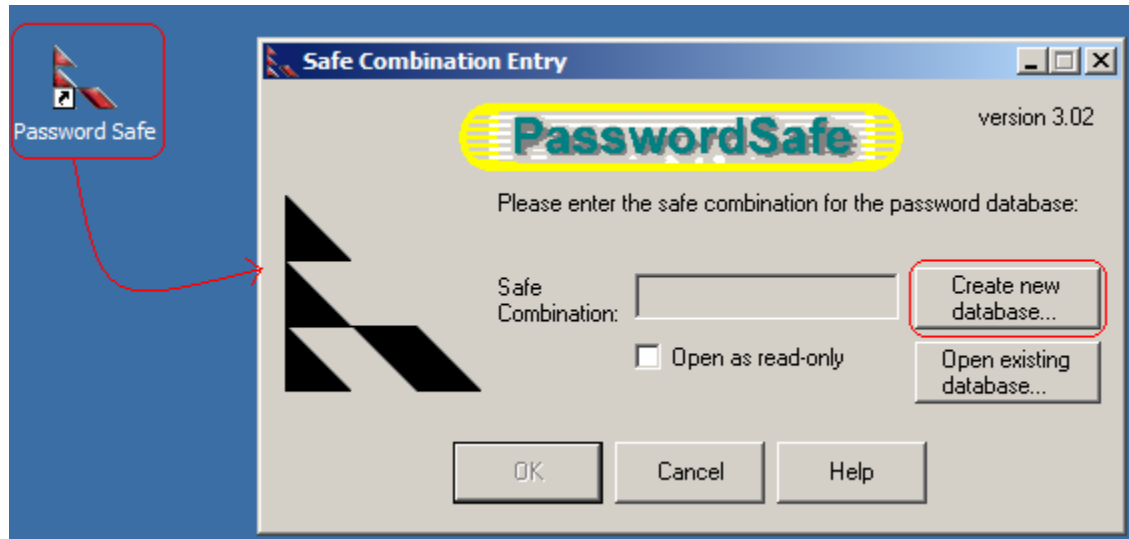 Password Safe
Safe Combination Entry
PasswordSafe
version 3.02
Please enter the safe combination for the password database:
Safe
Combination:
Create new
database...
Open as read-only
Open existing
database...
OK
Cancel
Help